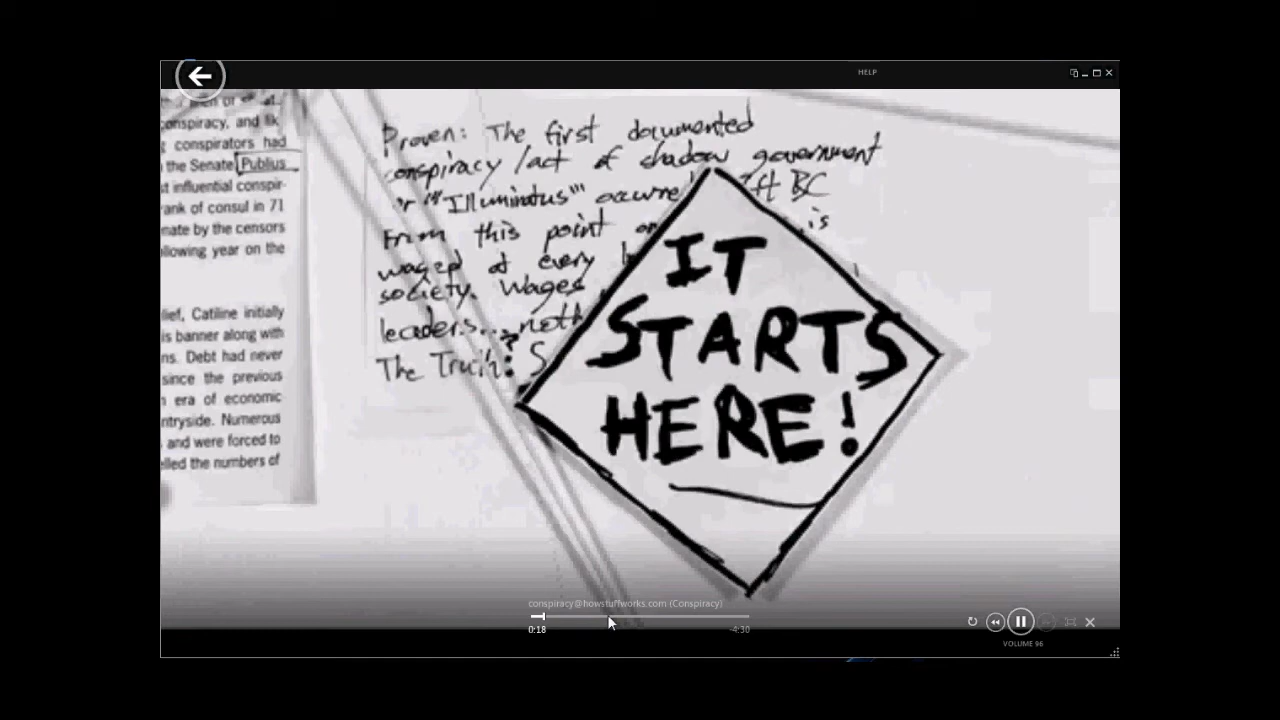 HELP
conspiracy, and lik
conspirators had
the Senate Publius
influential conspir-
rank of consul in 71
nate by the censors
llowing year on the
lief, Catiline initially
is banner along with
ns. Debt had never
since the previous
era of economic
ntryside. Numerous
and were forced to
elled the numbers of
Proven: The first documented
conspiracy/act of shadow government
or "Illuminatus" BC
From this point is
waged at every
society. Wages
leaders...
The Truth: S
IT
STARTS
HERE!
conspiracy@howstuffworks.com (Conspiracy)
0:18
-4:30
VOLUME 96